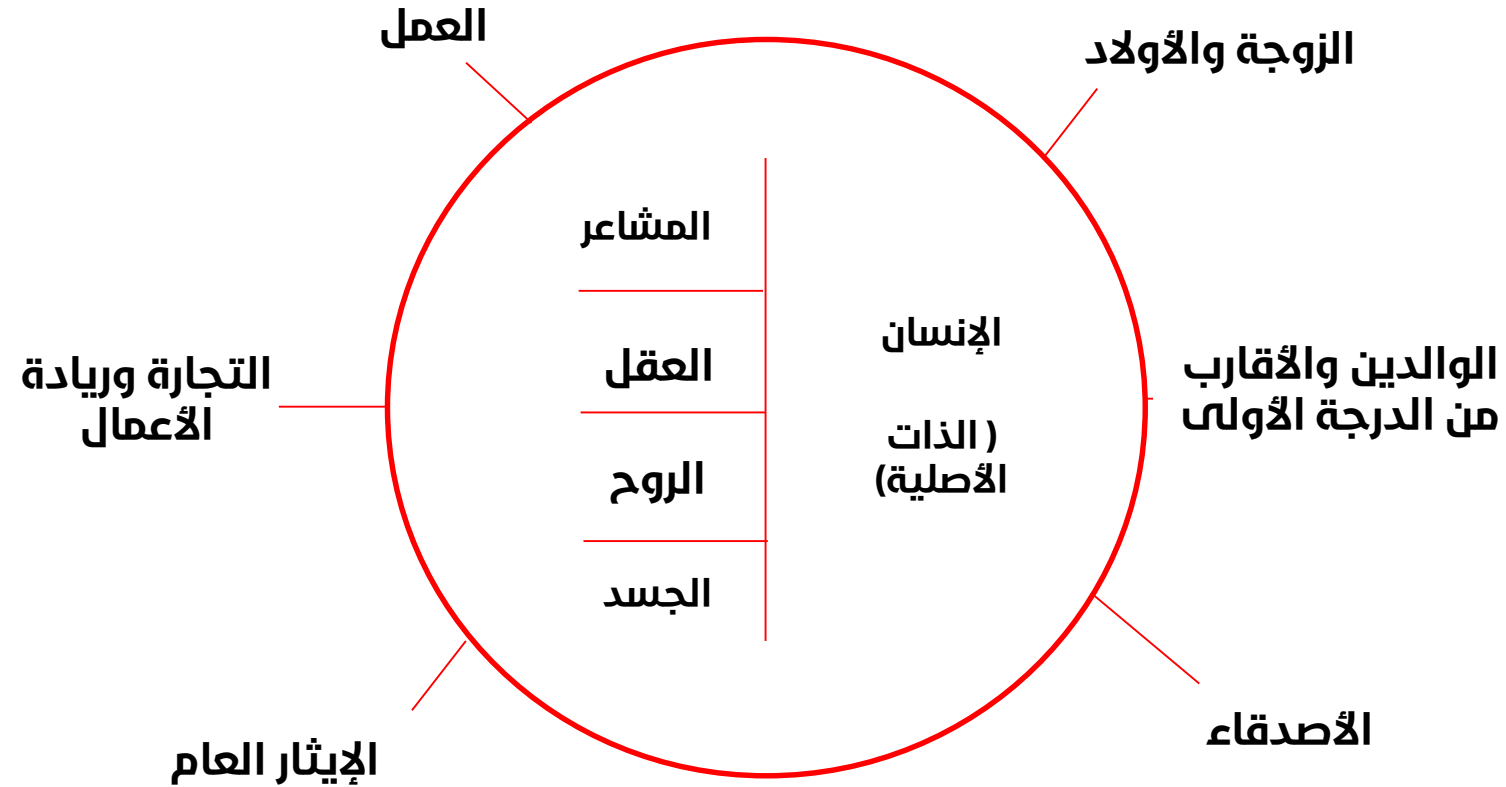 العمل
الزوجة والأولاد
المشاعر
الإنسان
العقل
الوالدين والأقارب
من الدرجة الأولى
التجارة وريادة
الأعمال
( الذات
الأصلية)
الروح
الجسد
الأصدقاء
الإيثار العام